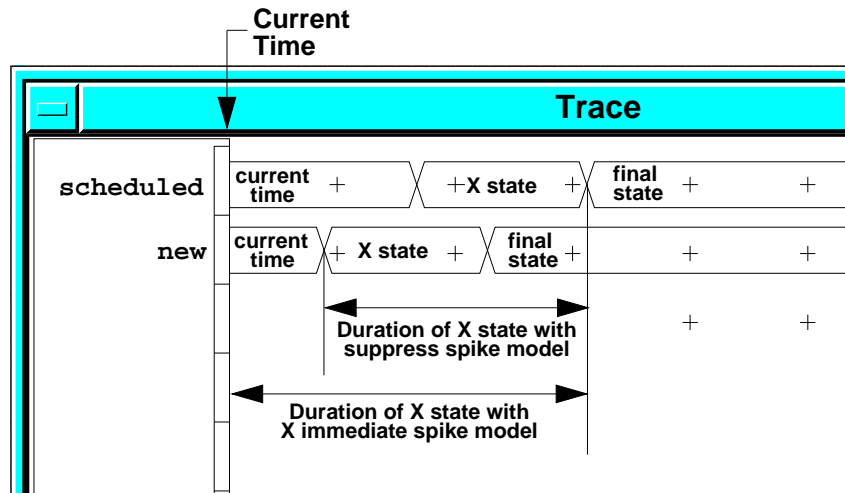 Current
Time
Trace
scheduled
current
time
X state
final
state
new
current
time
X state
final
state
Duration of X state with
suppress spike model
Duration of X state with
X immediate spike model